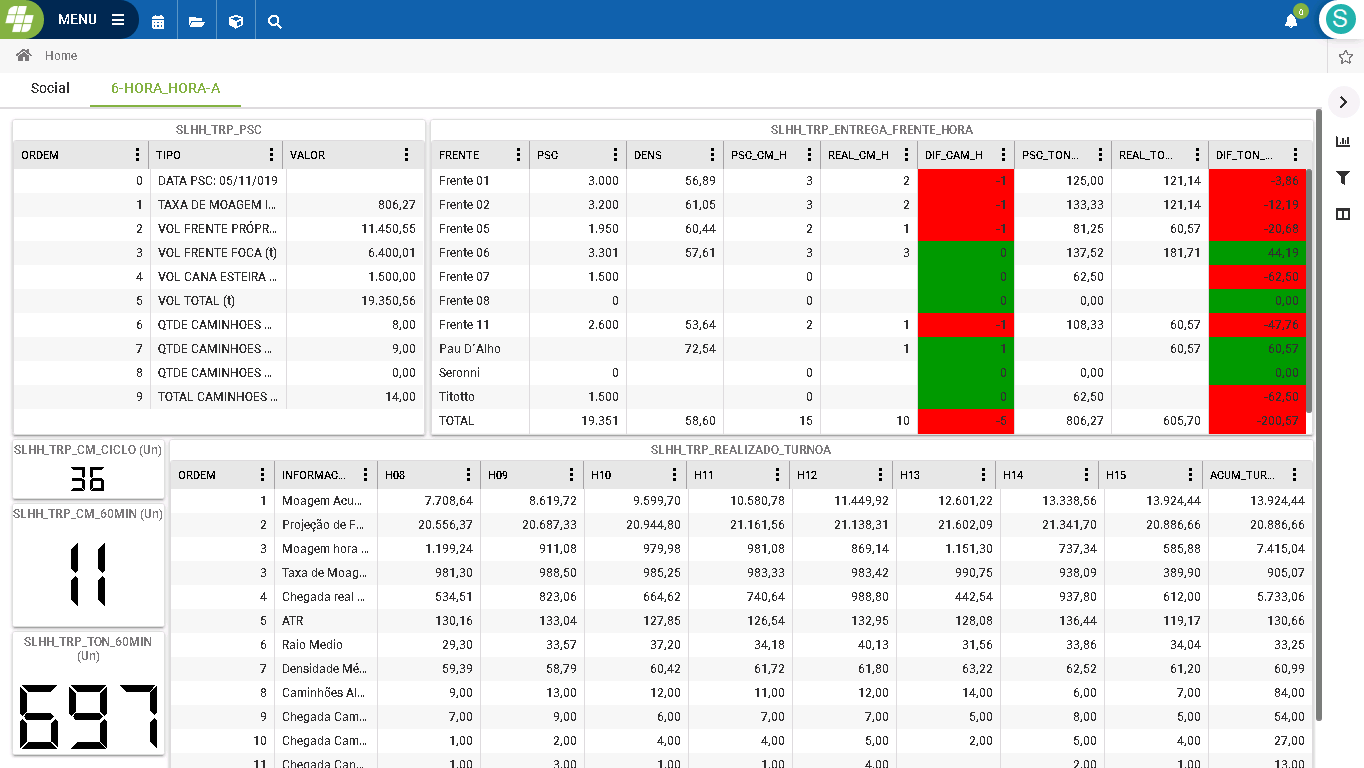 MENU
0
S
Home
Social 6-HORA_HORA-A
SLHH_TRP_PSC
ORDEM TIPO VALOR
0 DATA PSC: 05/11/019
1 TAXA DE MOAGEM I... 806,27
2 VOL FRENTE PRÓPR... 11.450,55
3 VOL FRENTE FOCA (t) 6.400,01
4 VOL CANA ESTEIRA ... 1.500,00
5 VOL TOTAL (t) 19.350,56
6 QTDE CAMINHOES ... 8,00
7 QTDE CAMINHOES ... 9,00
8 QTDE CAMINHOES ... 0,00
9 TOTAL CAMINHOES ... 14,00
SLHH_TRP_ENTREGA_FRENTE_HORA
FRENTE PSC DENS PSC_CM_H REAL_CM_H DIF_CAM_H PSC_TON... REAL_TO... DIF_TON_...
Frente 01 3.000 56,89 3 2 -1 125,00 121,14 -3,86
Frente 02 3.200 61,05 3 2 -1 133,33 121,14 -12,19
Frente 05 1.950 60,44 2 1 -1 81,25 60,57 -20,68
Frente 06 3.301 57,61 3 3 0 137,52 181,71 44,19
Frente 07 1.500 0 0 62,50 -62,50
Frente 08 0 0 0 0,00 0,00
Frente 11 2.600 53,64 2 1 -1 108,33 60,57 -47,76
Pau D´Alho 72,54 1 1 60,57 60,57
Seronni 0 0 0,00 0,00
Titotto 1.500 0 0 62,50 -62,50
TOTAL 19.351 58,60 15 10 -5 806,27 605,70 -200,57
SLHH_TRP_CM_CICLO (Un)
36
SLHH_TRP_CM_60MIN (Un)
11
SLHH_TRP_TON_60MIN
(Un)
697
SLHH_TRP_REALIZADO_TURNOA
ORDEM INFORMAC... H08 H09 H10 H11 H12 H13 H14 H15 ACUM_TUR...
1 Moagem Acu... 7.708,64 8.619,72 9.599,70 10.580,78 11.449,92 12.601,22 13.338,56 13.924,44 13.924,44
2 Projeção de F... 20.556,37 20.687,33 20.944,80 21.161,56 21.138,31 21.602,09 21.341,70 20.886,66 20.886,66
3 Moagem hora ... 1.199,24 911,08 979,98 981,08 869,14 1.151,30 737,34 585,88 7.415,04
3 Taxa de Moag... 981,30 988,50 985,25 983,33 983,42 990,75 938,09 389,90 905,07
4 Chegada real ... 534,51 823,06 664,62 740,64 988,80 442,54 937,80 612,00 5.733,06
5 ATR 130,16 133,04 127,85 126,54 132,95 128,08 136,44 119,17 130,66
6 Raio Medio 29,30 33,57 37,20 34,18 40,13 31,56 33,86 34,04 33,25
7 Densidade Mé... 59,39 58,79 60,42 61,72 61,80 63,22 62,52 61,20 60,99
8 Caminhões Al... 9,00 13,00 12,00 11,00 12,00 14,00 6,00 7,00 84,00
9 Chegada Cam... 7,00 9,00 6,00 7,00 7,00 5,00 8,00 5,00 54,00
10 Chegada Cam... 1,00 2,00 4,00 4,00 5,00 2,00 5,00 4,00 27,00
11 Chegada Can... 1,00 3,00 1,00 1,00 4,00 2,00 1,00 13,00